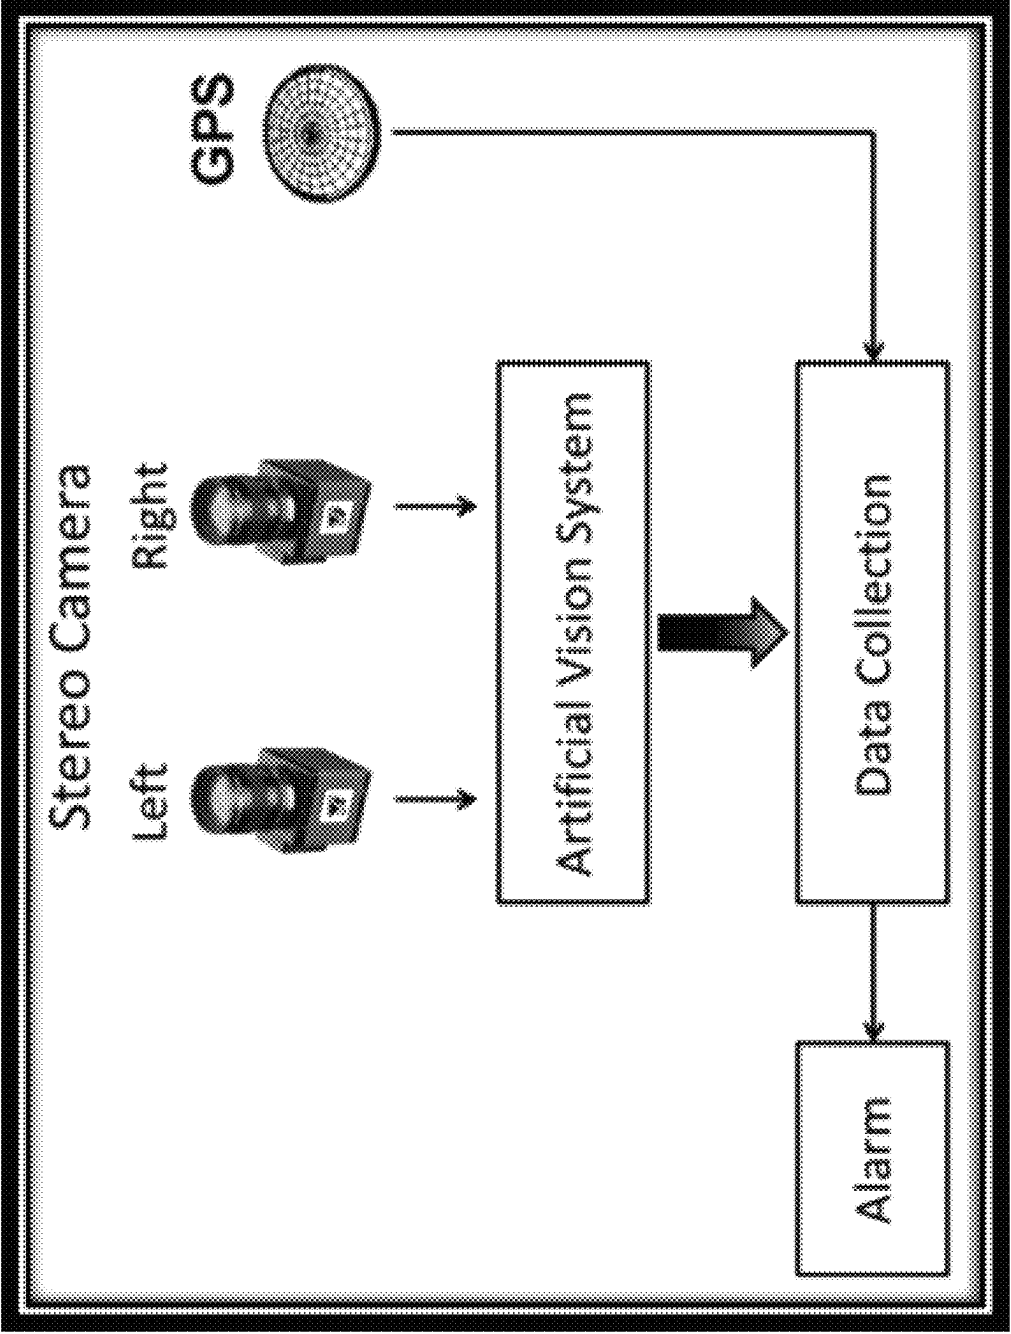 Stereo Camera
Left
Right
GPS
Artificial Vision System
Data Collection
Alarm